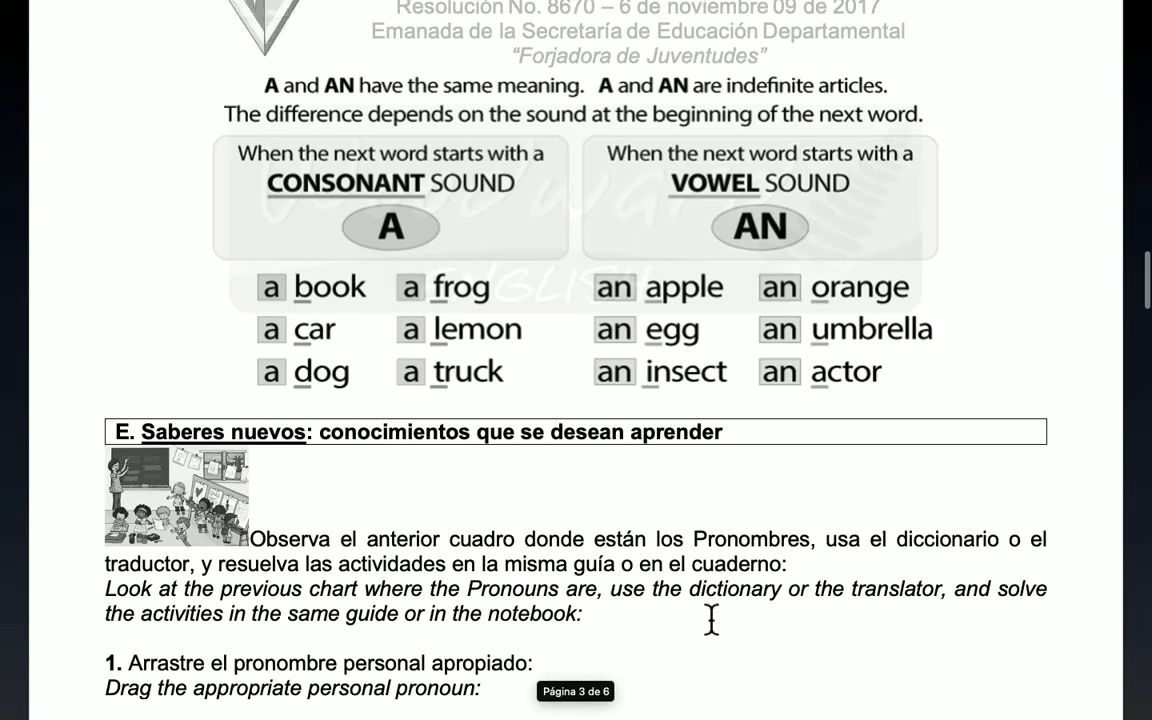 Resolución No. 8670 – 6 de noviembre 09 de 2017
Emanada de la Secretaría de Educación Departamental
“Forjadora de Juventudes”
A and AN have the same meaning. A and AN are indefinite articles.
The difference depends on the sound at the beginning of the next word.
When the next word starts with a
CONSONANT SOUND
A
When the next word starts with a
VOWEL SOUND
AN
a book a frog an apple an orange
a car a lemon an egg an umbrella
a dog a truck an insect an actor
E. Saberes nuevos: conocimientos que se desean aprender
Observa el anterior cuadro donde están los Pronombres, usa el diccionario o el
traductor, y resuelva las actividades en la misma guía o en el cuaderno:
Look at the previous chart where the Pronouns are, use the dictionary or the translator, and solve
the activities in the same guide or in the notebook:
1. Arrastre el pronombre personal apropiado:
Drag the appropriate personal pronoun:
Página 3 de 6